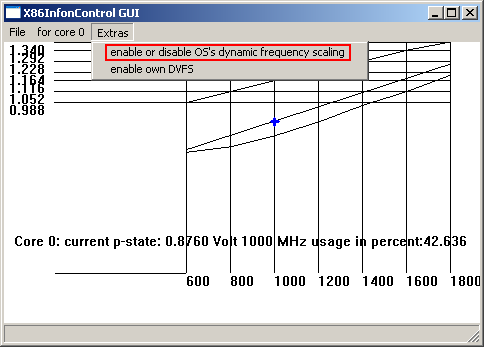 X86InfonControl GUI
File for core 0 Extras
enable or disable OS's dynamic frequency scaling
enable own DVFS
1.340
1.292
1.228
1.164
1.116
1.052
0.988
Core 0: current p-state: 0.8760 Volt 1000 MHz usage in percent:42.636
600 800 1000 1200 1400 1600 1800